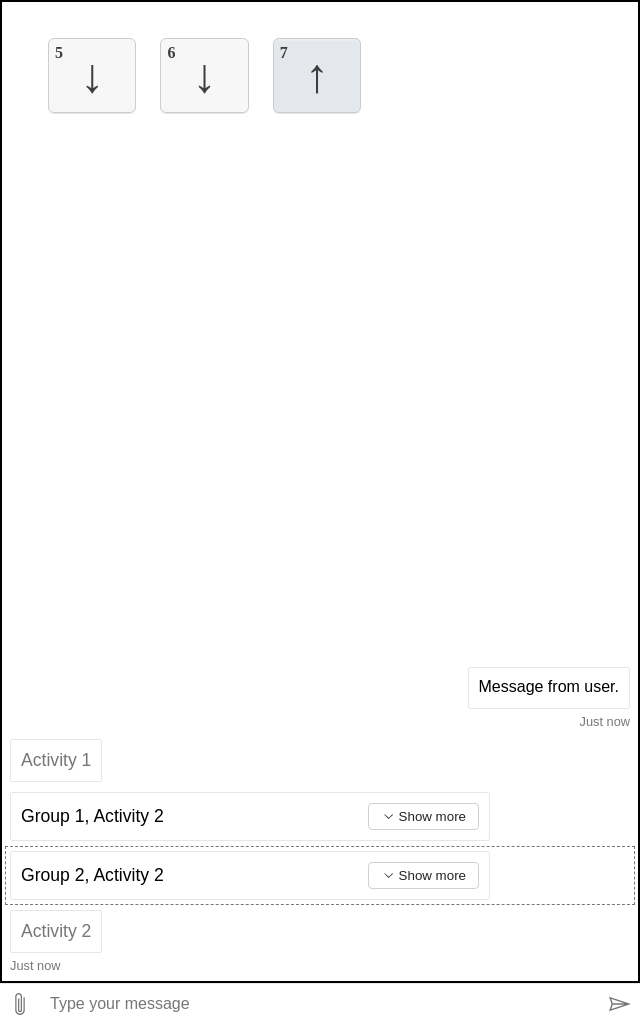 5 ↓ 6 ↓ 7 ↑
Message from user.
Just now
Activity 1
Group 1, Activity 2 Show more
Group 2, Activity 2 Show more
Activity 2
Just now
Type your message